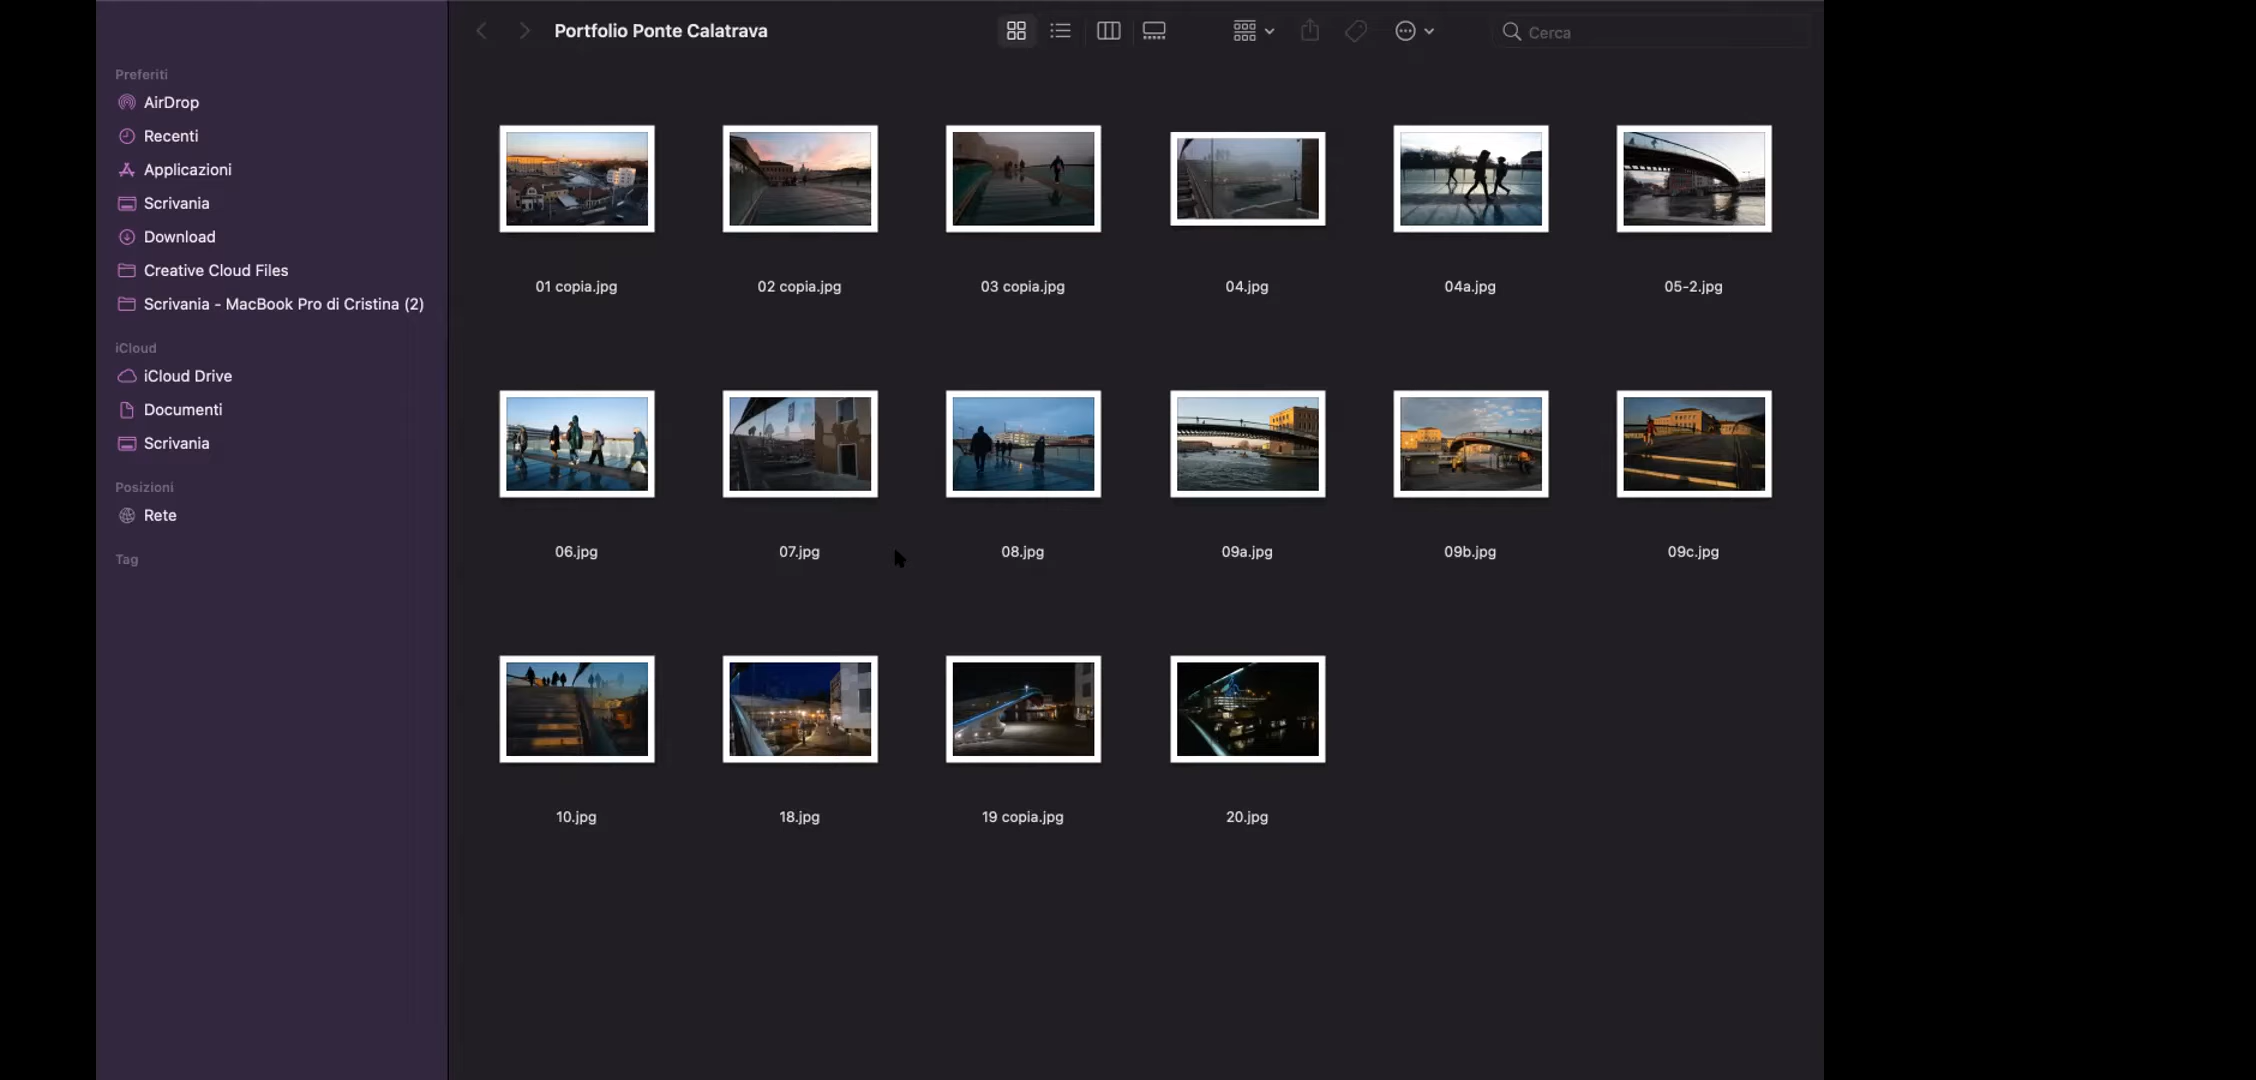 Portfolio Ponte Calatrava
Cerca
Preferiti
AirDrop
Recenti
Applicazioni
Scrivania
Download
Creative Cloud Files
Scrivania - MacBook Pro di Cristina (2)
iCloud
iCloud Drive
Documenti
Scrivania
Posizioni
Rete
Tag
01 copia.jpg
02 copia.jpg
03 copia.jpg
04.jpg
04a.jpg
05-2.jpg
06.jpg
07.jpg
08.jpg
09a.jpg
09b.jpg
09c.jpg
10.jpg
18.jpg
19 copia.jpg
20.jpg